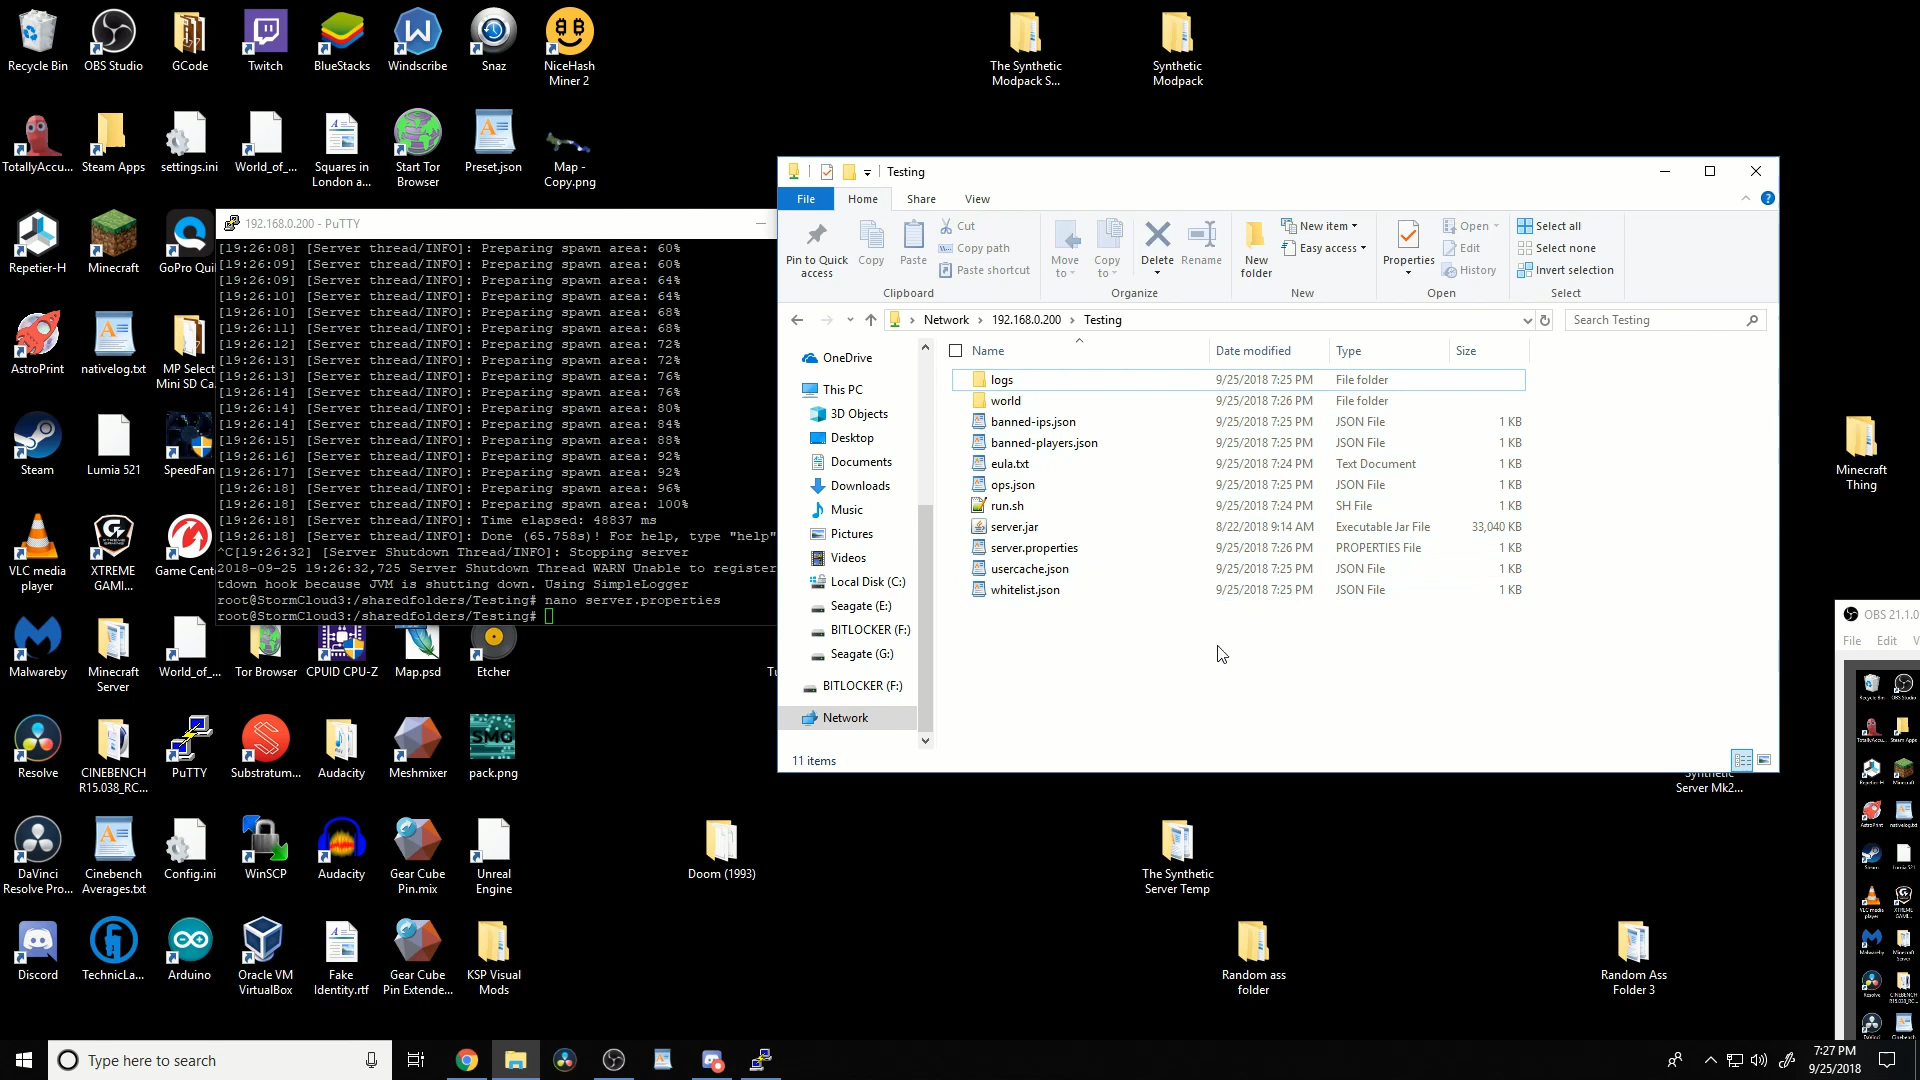 Recycle Bin
OBS Studio
GCode
Twitch
BlueStacks
Windscribe
Snaz
NiceHash
Miner 2
The Synthetic
Modpack S...
Synthetic
Modpack
TotallyAccu...
Steam Apps
settings.ini
World_of_...
Squares in
London a...
Start Tor
Browser
Preset.json
Map -
Copy.png
Repetier-H
Minecraft
GoPro Qui
AstroPrint
nativelog.txt
MP Select
Mini SD Ca.
Steam
Lumia 521
SpeedFan
VLC media
player
XTREME
GAMI...
Game Cent
192.168.0.200 - PuTTY
[19:26:08] [Server thread/INFO]: Preparing spawn area: 60%
[19:26:09] [Server thread/INFO]: Preparing spawn area: 60%
[19:26:09] [Server thread/INFO]: Preparing spawn area: 64%
[19:26:10] [Server thread/INFO]: Preparing spawn area: 64%
[19:26:10] [Server thread/INFO]: Preparing spawn area: 68%
[19:26:11] [Server thread/INFO]: Preparing spawn area: 68%
[19:26:12] [Server thread/INFO]: Preparing spawn area: 72%
[19:26:13] [Server thread/INFO]: Preparing spawn area: 72%
[19:26:13] [Server thread/INFO]: Preparing spawn area: 76%
[19:26:14] [Server thread/INFO]: Preparing spawn area: 76%
[19:26:14] [Server thread/INFO]: Preparing spawn area: 80%
[19:26:14] [Server thread/INFO]: Preparing spawn area: 84%
[19:26:15] [Server thread/INFO]: Preparing spawn area: 88%
[19:26:16] [Server thread/INFO]: Preparing spawn area: 92%
[19:26:17] [Server thread/INFO]: Preparing spawn area: 92%
[19:26:18] [Server thread/INFO]: Preparing spawn area: 96%
[19:26:18] [Server thread/INFO]: Preparing spawn area: 100%
[19:26:18] [Server thread/INFO]: Time elapsed: 48837 ms
[19:26:18] [Server thread/INFO]: Done (65.758s)! For help, type "help"
^C[19:26:32] [Server Shutdown Thread/INFO]: Stopping server
2018-09-25 19:26:32,725 Server Shutdown Thread WARN Unable to register
tdown hook because JVM is shutting down. Using SimpleLogger
root@StormCloud3:/sharedfolders/Testing# nano server.properties
root@StormCloud3:/sharedfolders/Testing#
Testing
File
Home
Share
View
Pin to Quick
access
Copy
Paste
Cut
Copy path
Paste shortcut
Clipboard
Move
to
Copy
to
Delete
Rename
Organize
New
folder
New item
Easy access
New
Properties
Open
Edit
History
Open
Select all
Select none
Invert selection
Select
Network > 192.168.0.200 > Testing
Search Testing
OneDrive
This PC
3D Objects
Desktop
Documents
Downloads
Music
Pictures
Videos
Local Disk (C:)
Seagate (E:)
BITLOCKER (F:)
Seagate (G:)
BITLOCKER (F:)
Network
Name Date modified Type Size
logs 9/25/2018 7:25 PM File folder
world 9/25/2018 7:26 PM File folder
banned-ips.json 9/25/2018 7:25 PM JSON File 1 KB
banned-players.json 9/25/2018 7:25 PM JSON File 1 KB
eula.txt 9/25/2018 7:24 PM Text Document 1 KB
ops.json 9/25/2018 7:25 PM JSON File 1 KB
run.sh 9/25/2018 7:24 PM SH File 1 KB
server.jar 8/22/2018 9:14 AM Executable Jar File 33,040 KB
server.properties 9/25/2018 7:26 PM PROPERTIES File 1 KB
usercache.json 9/25/2018 7:25 PM JSON File 1 KB
whitelist.json 9/25/2018 7:25 PM JSON File 1 KB
11 items
Minecraft
Thing
OBS 21.1.0
File Edit V
Malwareby
Minecraft
Server
World_of_...
Tor Browser
CPUID CPU-Z
Map.psd
Etcher
Tu
Resolve
CINEBENCH
R15.038_RC...
PuTTY
Substratum...
Audacity
Meshmixer
SMG
pack.png
Synthetic
Server Mk2...
DaVinci
Resolve Pro...
Cinebench
Averages.txt
Config.ini
WinSCP
Audacity
Gear Cube
Pin.mix
Unreal
Engine
Doom (1993)
The Synthetic
Server Temp
Discord
TechnicLa...
Arduino
Oracle VM
VirtualBox
Fake
Identity.rtf
Gear Cube
Pin Extende...
KSP Visual
Mods
Random ass
folder
Random Ass
Folder 3
Type here to search
7:27 PM
9/25/2018